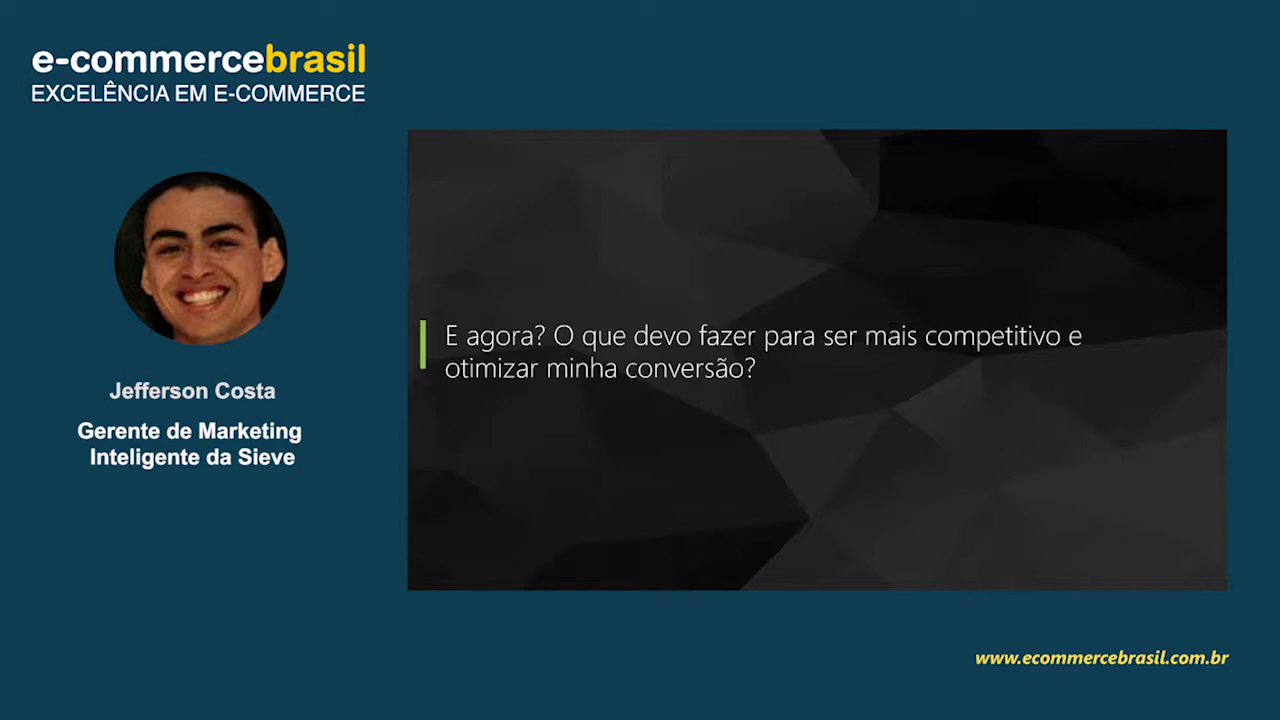 e-commercebrasil
EXCELÊNCIA EM E-COMMERCE
Jefferson Costa
Gerente de Marketing
Inteligente da Sieve
E agora? O que devo fazer para ser mais competitivo e
otimizar minha conversão?
www.ecommercebrasil.com.br